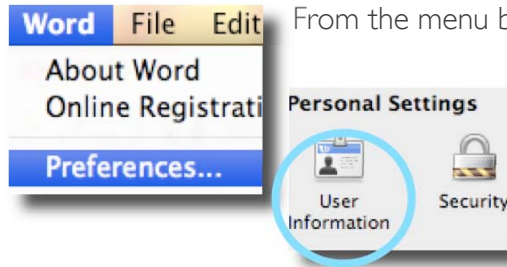 Word File Edit
From the menu b
About Word
Online Registrati
Preferences...
Personal Settings
User
Information
Security